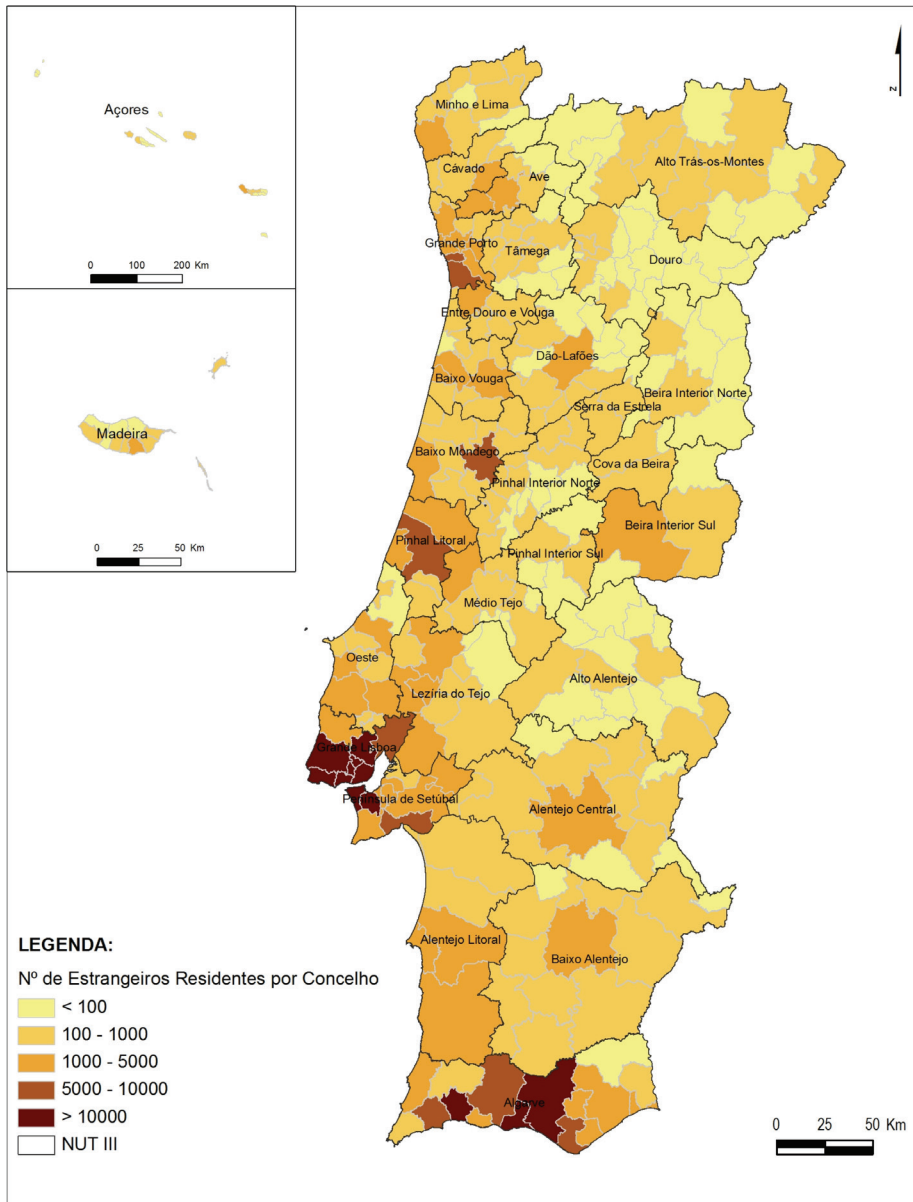 Açores
0 100 200 Km
Madeira
0 25 50 Km
z
Minho e Lima
Alto Trás-os-Montes
Cávado
Ave
Grande Porto
Tâmega
Douro
Entre Douro e Vouga
Dão-Lafões
Baixo Vouga
Beira Interior Norte
Serra da Estrela
Baixo Mondego
Cova da Beira
Pinhal Interior Norte
Beira Interior Sul
Pinhal Litoral
Pinhal Interior Sul
Médio Tejo
Oeste
Alto Alentejo
Lezíria do Tejo
Grande Lisboa
Península de Setúbal
Alentejo Central
Alentejo Litoral
Baixo Alentejo
Algarve
LEGENDA:
Nº de Estrangeiros Residentes por Concelho
< 100
100 - 1000
1000 - 5000
5000 - 10000
> 10000
NUT III
0 25 50 Km